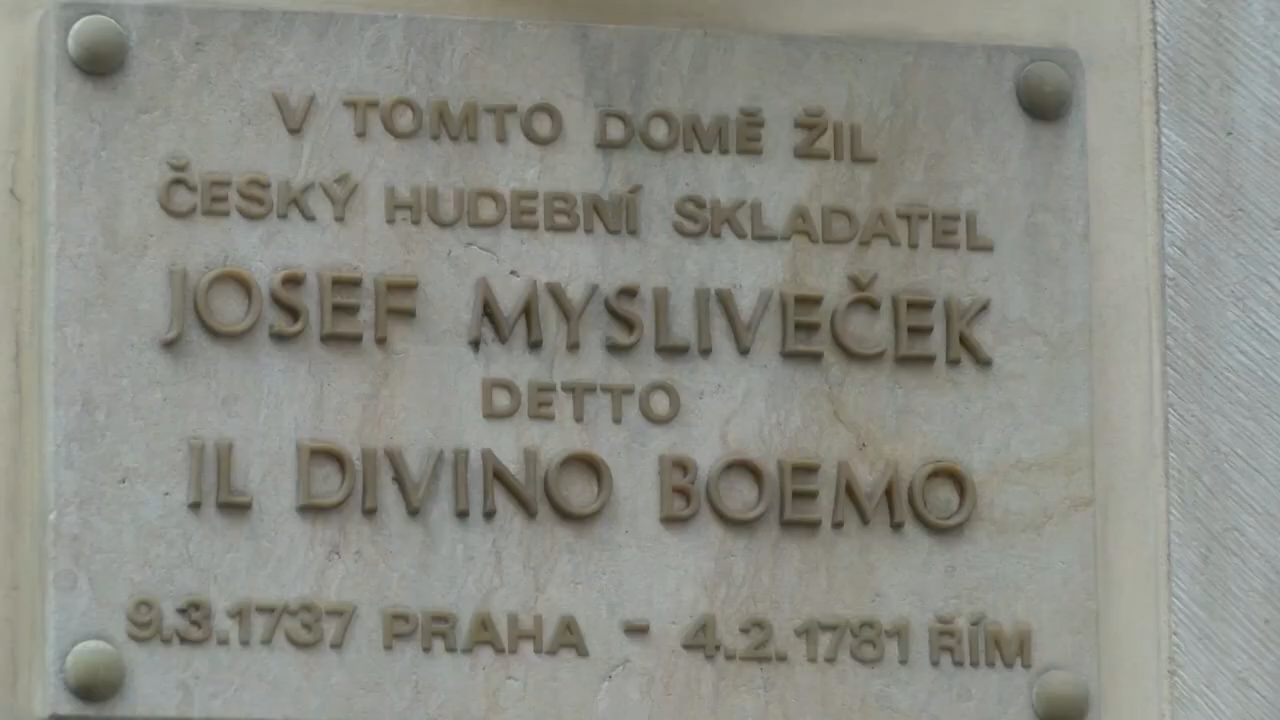 V TOMTO DOMĚ ŽIL
ČESKÝ HUDEBNÍ SKLADATEL
JOSEF MYSLIVEČEK
DETTO
IL DIVINO BOEMO
9.3.1737 PRAHA - 4.2.1781 ŘÍM